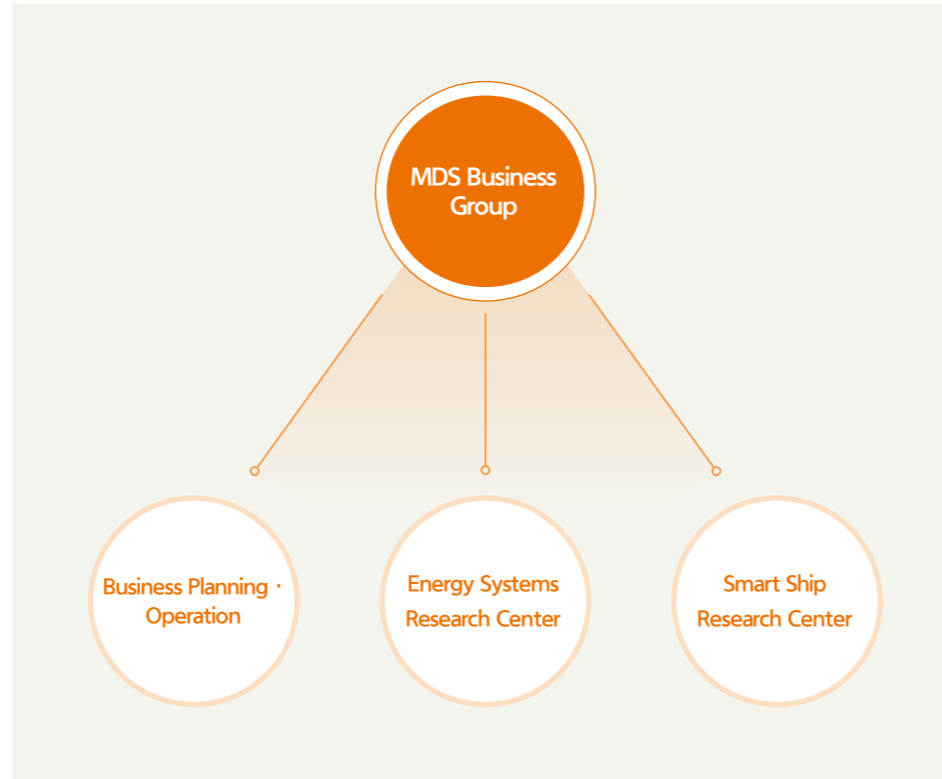 MDS Business
Group
Business Planning ·
Operation
Energy Systems
Research Center
Smart Ship
Research Center